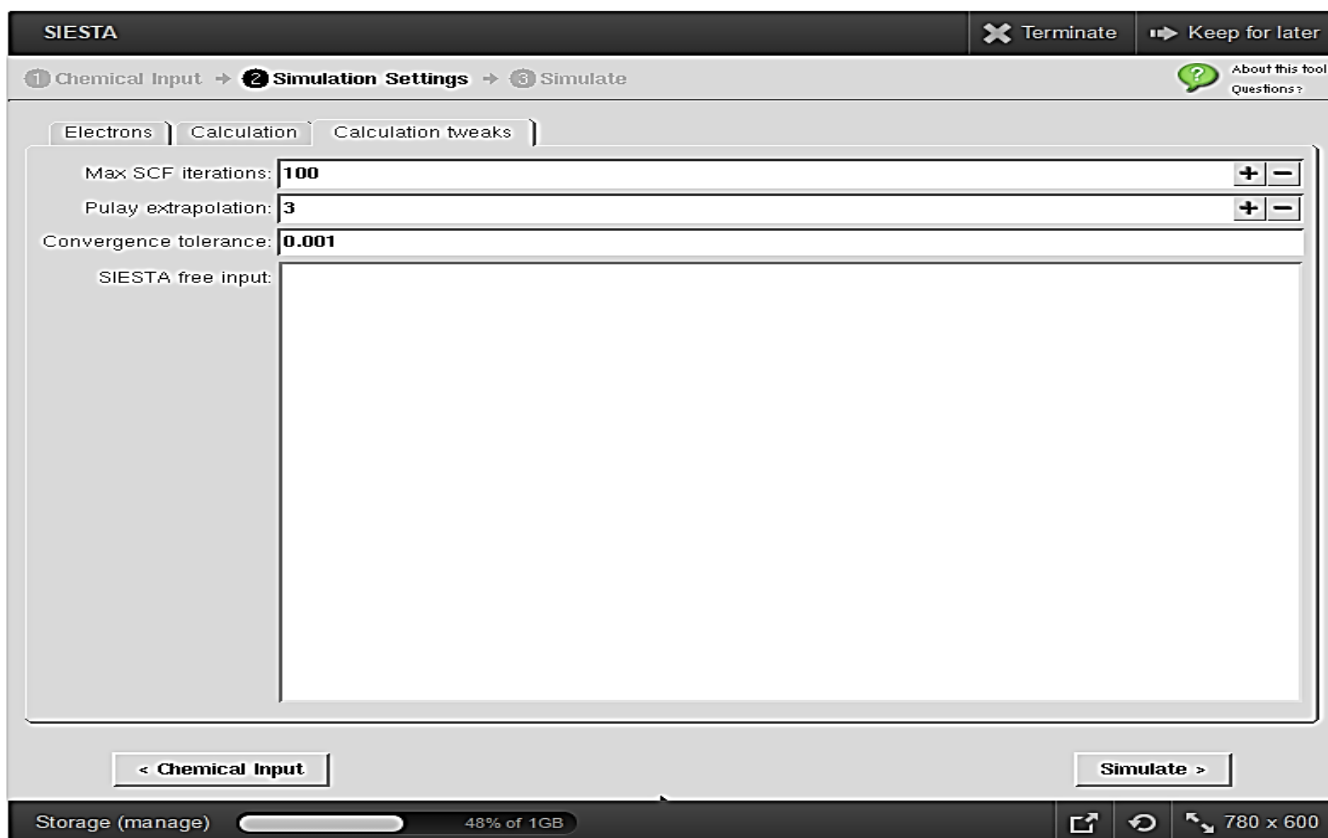 SIESTA Terminate Keep for later
1 Chemical Input → 2 Simulation Settings → 3 Simulate
About this tool
Questions?
Electrons Calculation Calculation tweaks
Max SCF iterations: 100 + −
Pulay extrapolation: 3 + −
Convergence tolerance: 0.001
SIESTA free input:
< Chemical Input Simulate >
Storage (manage) 48% of 1GB 780 x 600